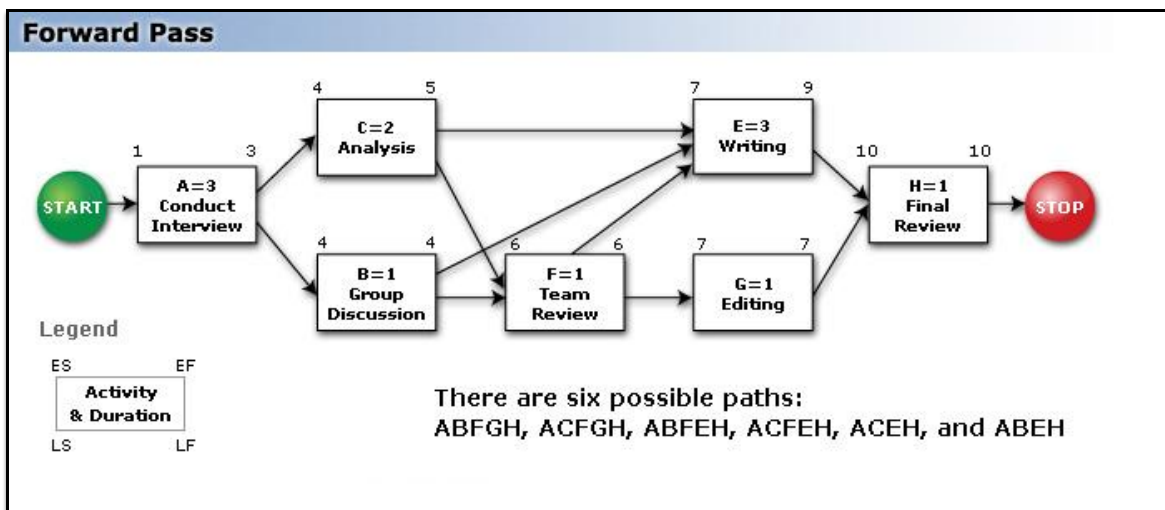 Forward Pass
4 5
C=2
Analysis
7 9
E=3
Writing
1 3
A=3
Conduct
Interview
START
10 10
H=1
Final
Review
STOP
4 4
B=1
Group
Discussion
6 6
F=1
Team
Review
7 7
G=1
Editing
Legend
ES EF
Activity
& Duration
LS LF
There are six possible paths:
ABFGH, ACFGH, ABFEH, ACFEH, ACEH, and ABEH